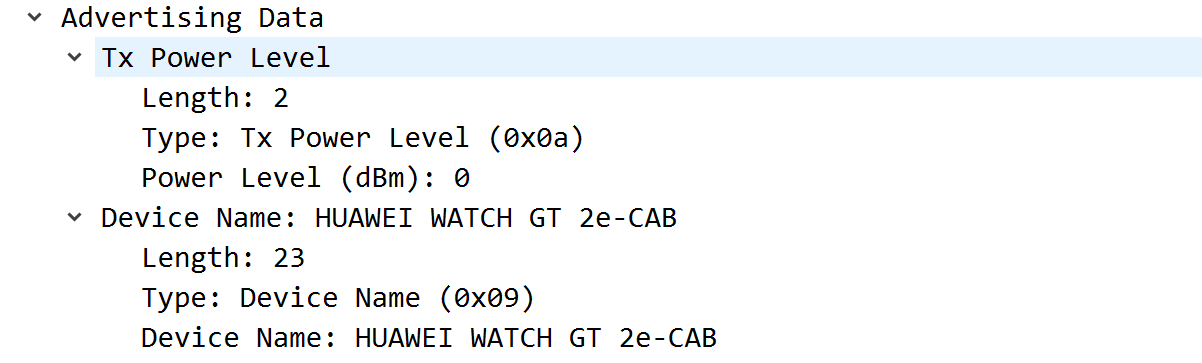 Advertising Data
Tx Power Level
Length: 2
Type: Tx Power Level (0x0a)
Power Level (dBm): 0
Device Name: HUAWEI WATCH GT 2e-CAB
Length: 23
Type: Device Name (0x09)
Device Name: HUAWEI WATCH GT 2e-CAB